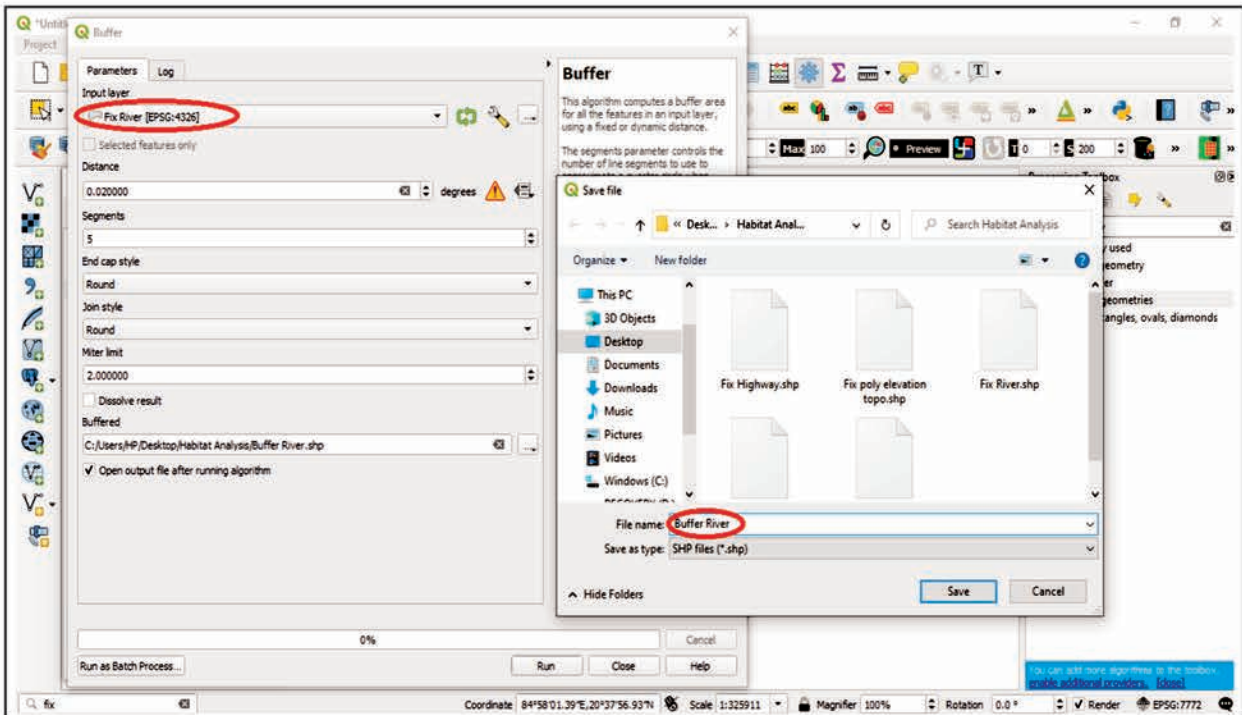 *Untit
Project
Buffer
Parameters Log
Input layer
Fix River [EPSG:4326]
Selected features only
Distance
0.020000 degrees
Segments
5
End cap style
Round
Join style
Round
Miter limit
2.000000
Dissolve result
Buffered
C:/Users/HP/Desktop/Habitat Analysis/Buffer River.shp
Open output file after running algorithm
0% Cancel
Run as Batch Process... Run Close Help
Buffer
This algorithm computes a buffer area
for all the features in an input layer,
using a fixed or dynamic distance.
The segments parameter controls the
number of line segments to use to
Max 100 Preview T 0 S 200
Save file
« Desk... › Habitat Anal... Search Habitat Analysis
Organize New folder
This PC
3D Objects
Desktop
Documents
Downloads
Music
Pictures
Videos
Windows (C:)
Fix Highway.shp Fix poly elevation topo.shp Fix River.shp
File name: Buffer River
Save as type: SHP files (*.shp)
Hide Folders Save Cancel
y used
eometry
er
geometries
angles, ovals, diamonds
You can add more algorithms to the toolbox,
enable additional providers. [close]
fix Coordinate 84°58'01.39"E,20°37'56.93"N Scale 1:325911 Magnifier 100% Rotation 0.0 ° Render EPSG:7772